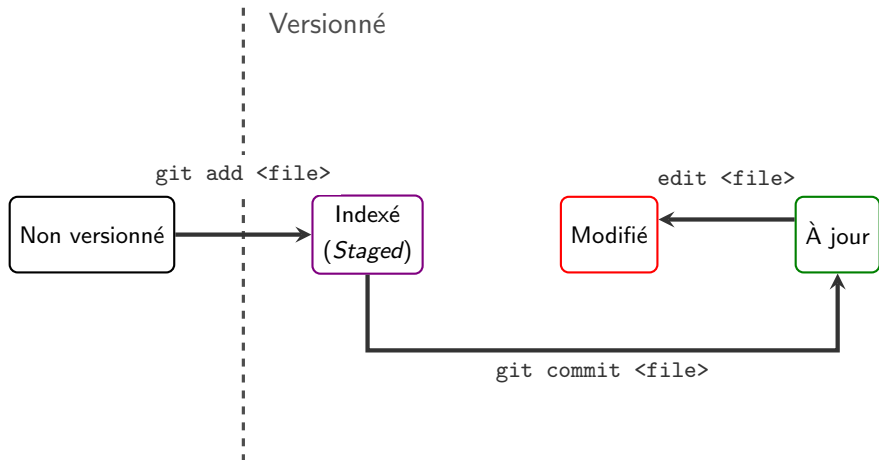 Versionné
git add <file>
edit <file>
Non versionné
Indexé
(Staged)
Modifié
À jour
git commit <file>